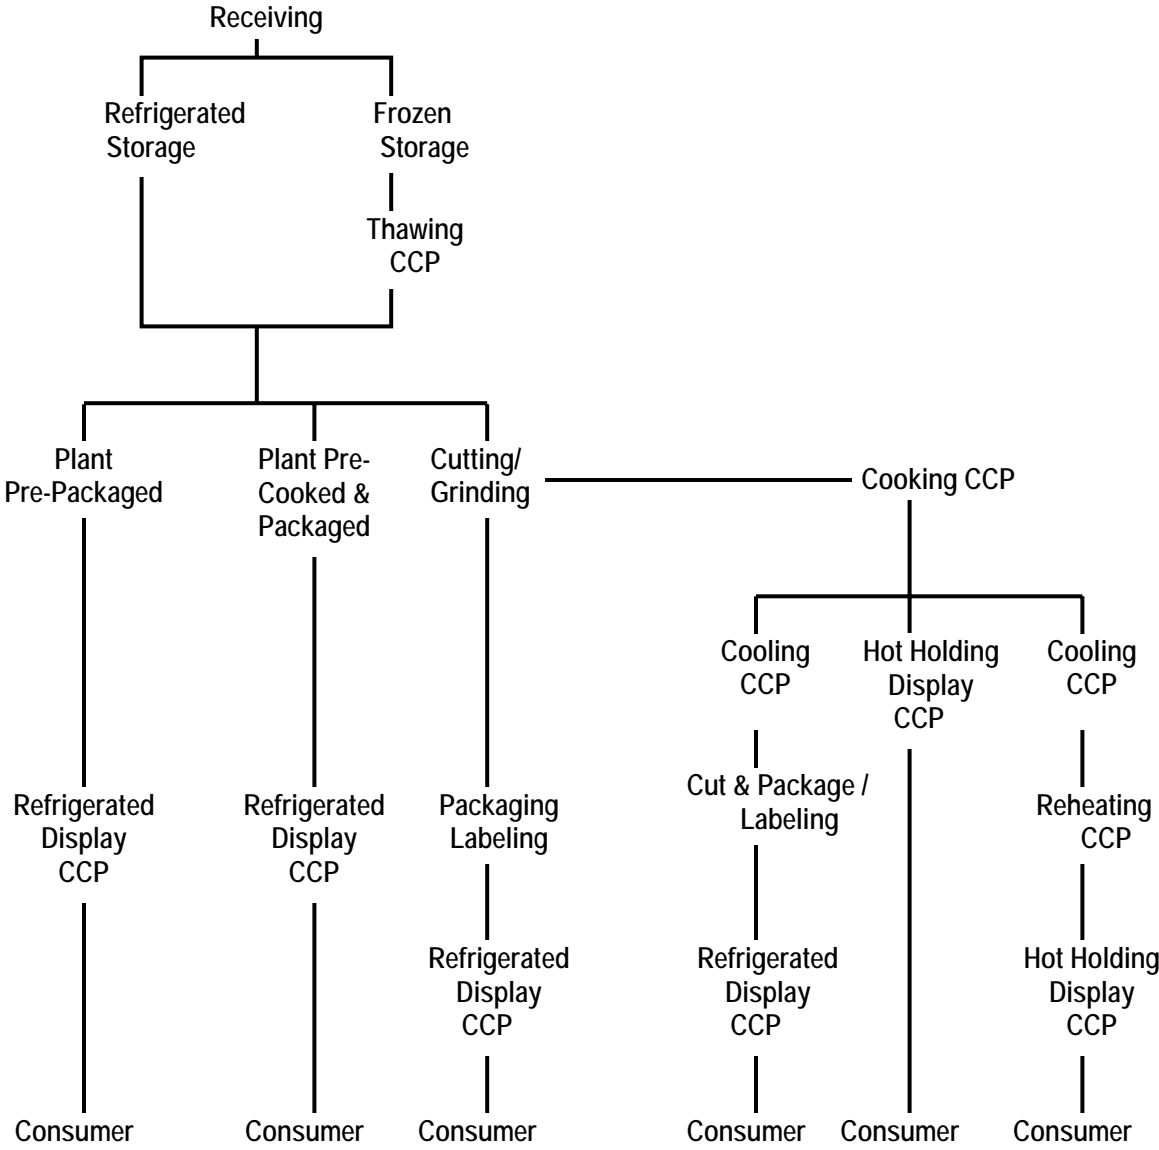 Receiving
Refrigerated
Storage
Frozen
Storage
Thawing
CCP
Plant
Pre-Packaged
Plant Pre-
Cooked &
Packaged
Cutting/
Grinding
Cooking CCP
Cooling
CCP
Hot Holding
Display
CCP
Cooling
CCP
Refrigerated
Display
CCP
Refrigerated
Display
CCP
Packaging
Labeling
Cut & Package /
Labeling
Reheating
CCP
Refrigerated
Display
CCP
Refrigerated
Display
CCP
Hot Holding
Display
CCP
Consumer
Consumer
Consumer
Consumer
Consumer
Consumer